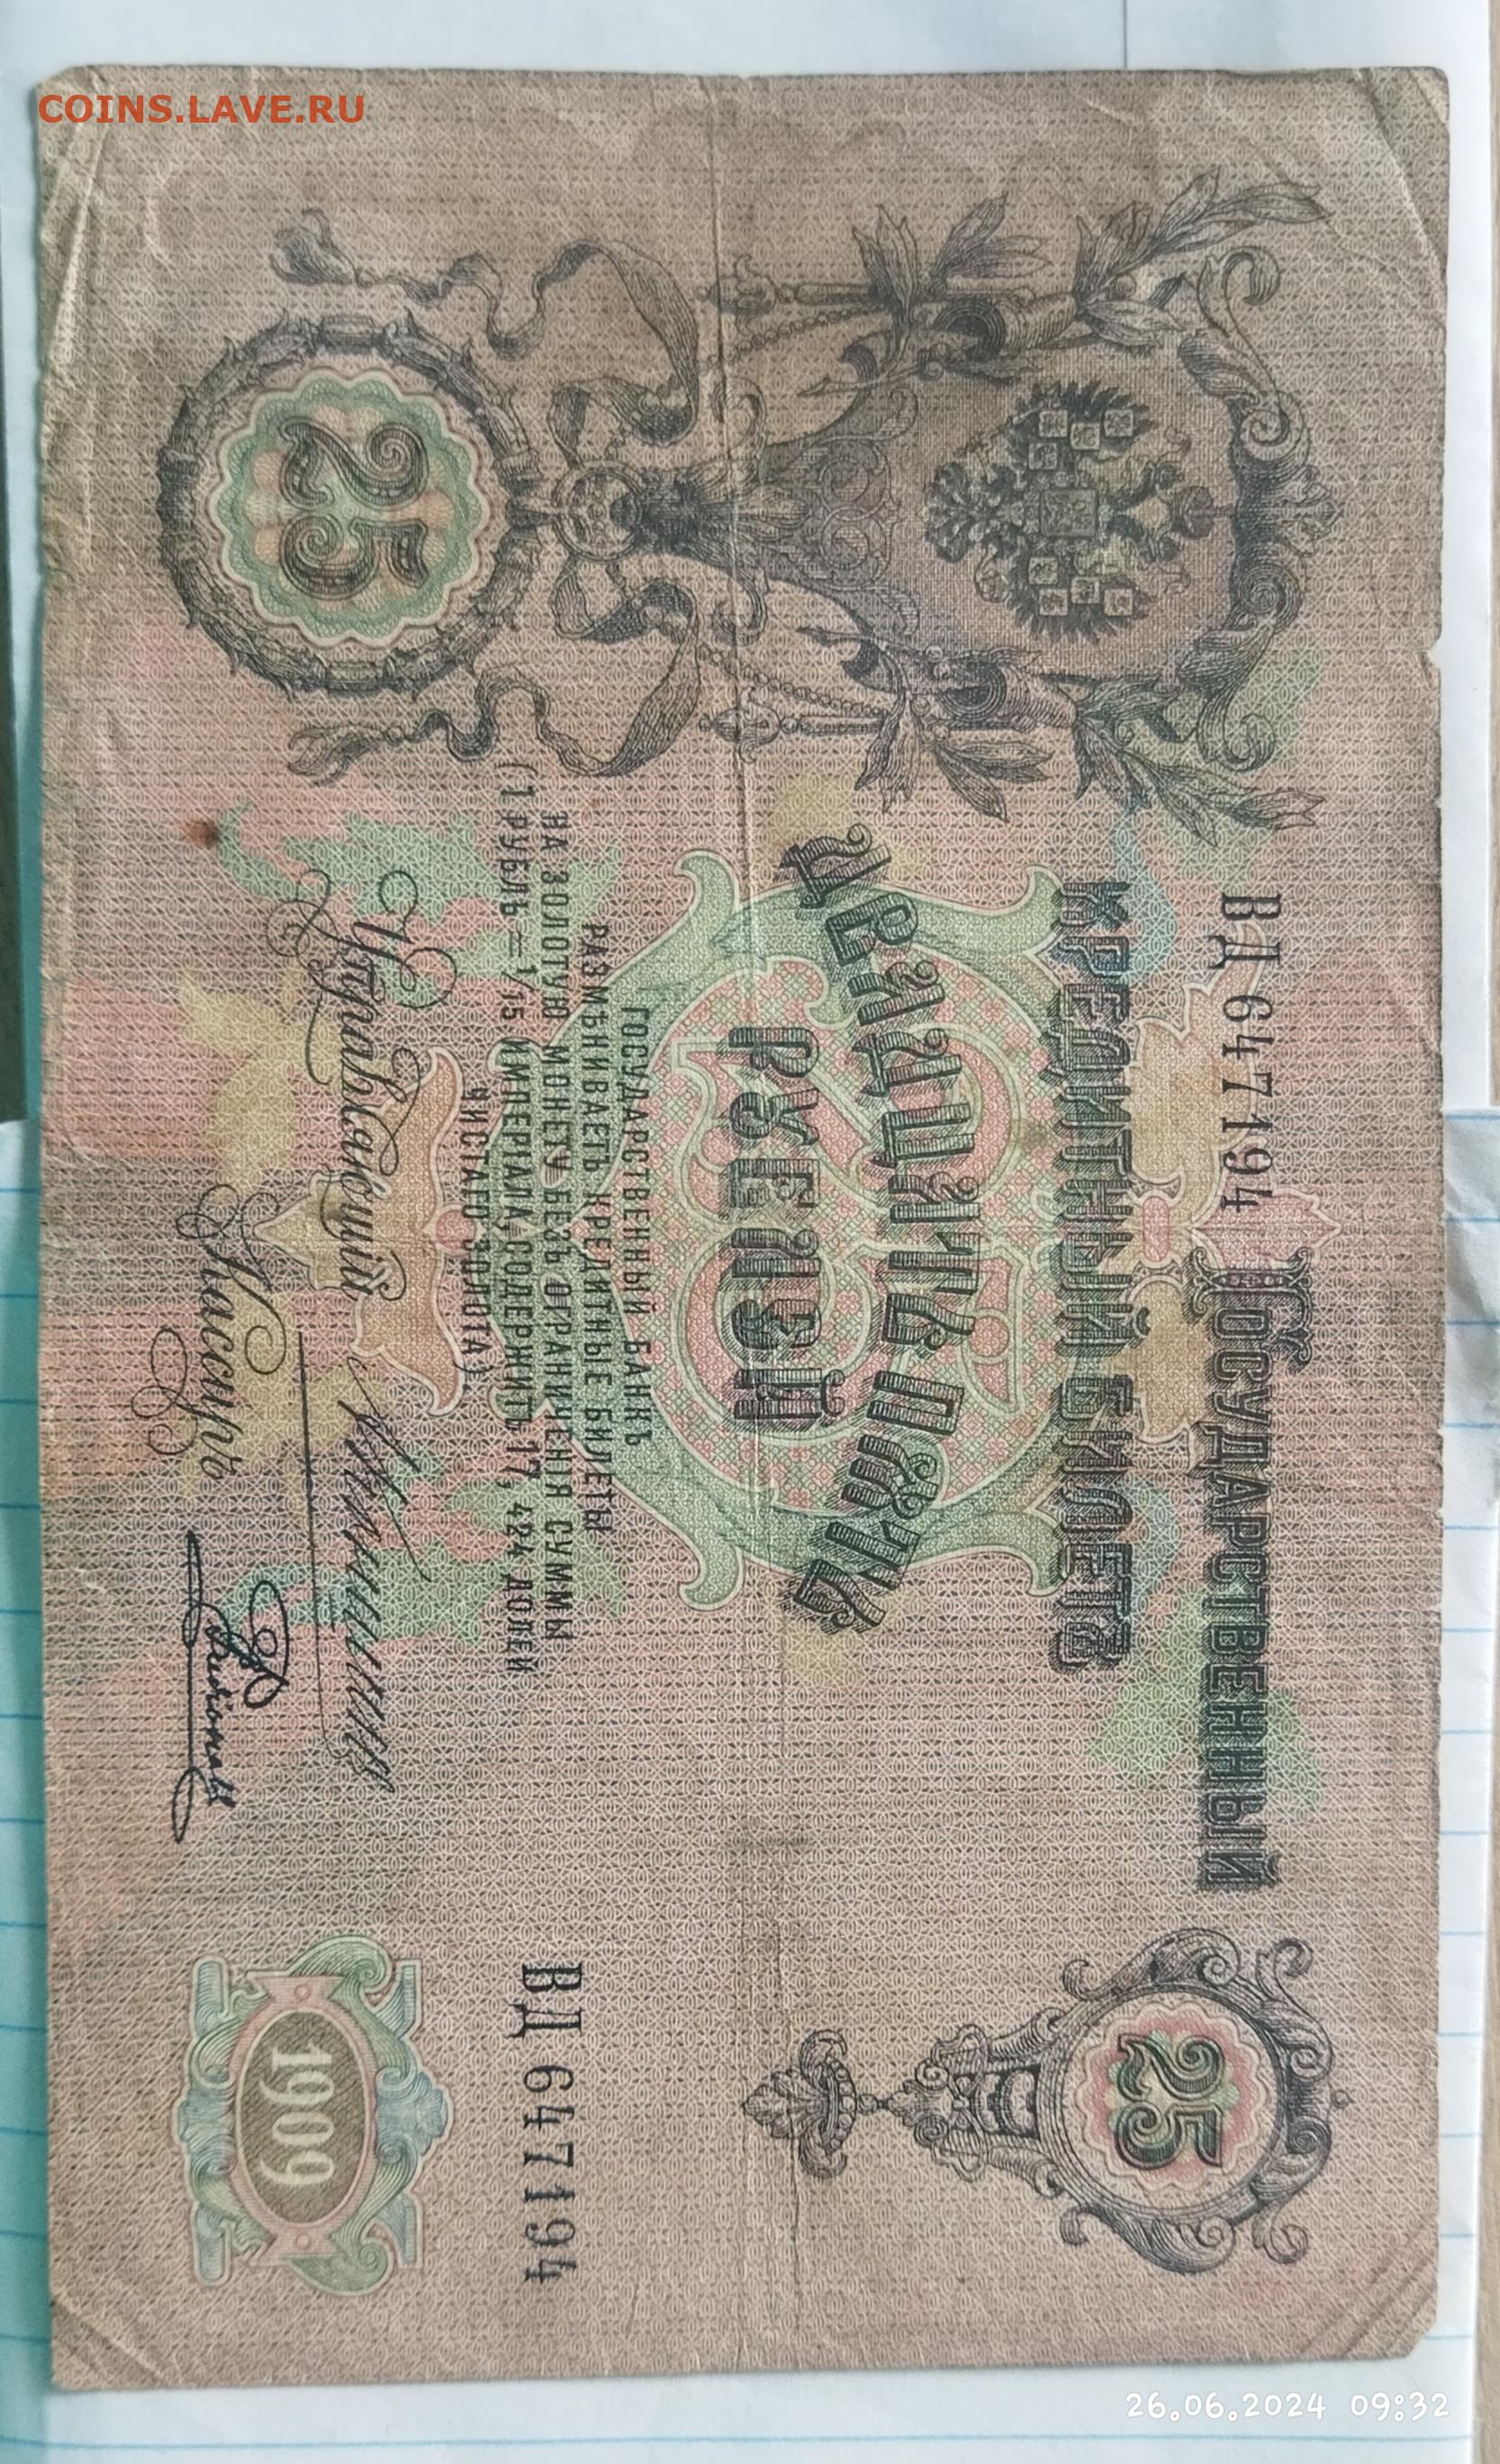 COINS.LAVE.RU
ВД 647194
Государственный
КРЕДИТНЫЙ БИЛЕТЪ
25
ДВАДЦАТЬ ПЯТЬ
РУБЛЕЙ
ГОСУДАРСТВЕННЫЙ БАНКЪ
РАЗМѢНИВАЕТЪ КРЕДИТНЫЕ БИЛЕТЫ
НА ЗОЛОТУЮ МОНЕТУ БЕЗЪ ОГРАНИЧЕНІЯ СУММЫ
(1 РУБЛЬ = 1/15 ИМПЕРІАЛА, СОДЕРЖИТЪ 17,424 ДОЛЕЙ
ЧИСТАГО ЗОЛОТА).
25
ВД 647194
Управляющій
Кассиръ
1909
26.06.2024 09:32